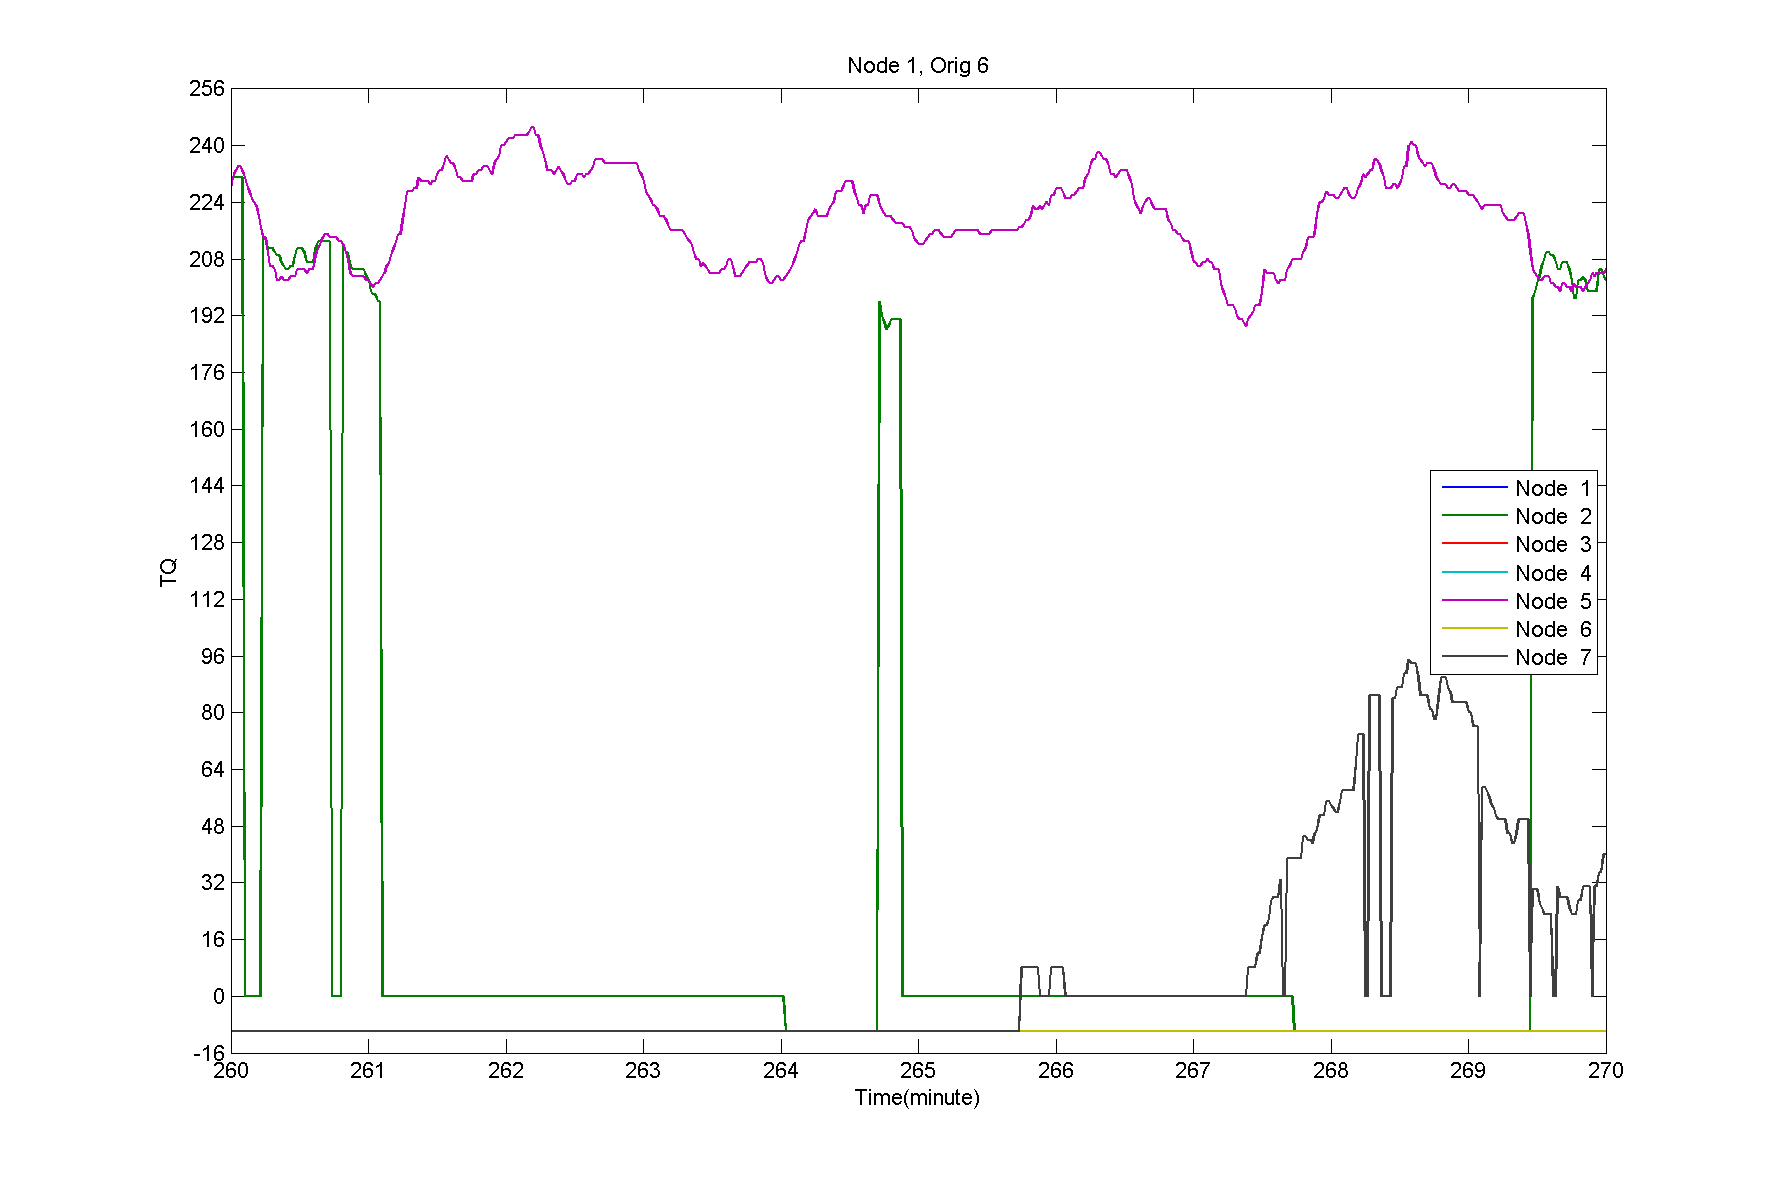 Node 1, Orig 6
256
240
224
208
192
176
160
144
128
112
96
80
64
48
32
16
0
-16
TQ
Node 1
Node 2
Node 3
Node 4
Node 5
Node 6
Node 7
260 261 262 263 264 265 266 267 268 269 270
Time(minute)